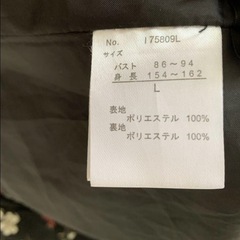 No. 175809L
サイズ
バスト 86～94
身長 154～162
L
表地
ポリエステル 100%
裏地
ポリエステル 100%